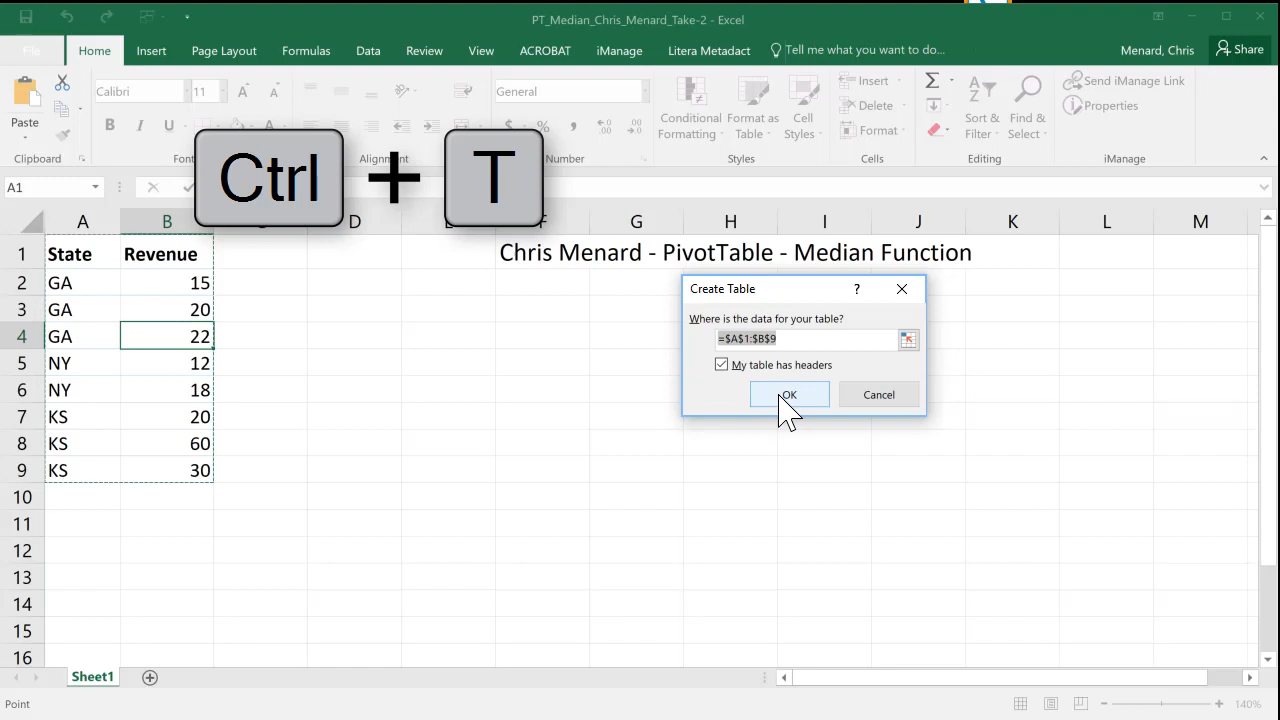 PT_Median_Chris_Menard_Take-2 - Excel
File Home Insert Page Layout Formulas Data Review View ACROBAT iManage Litera Metadact Tell me what you want to do... Menard, Chris Share
Paste
Clipboard
Calibri 11
B I U A A A
Alignment
General
$ % ,
Number
Conditional Formatting
Format as Table
Cell Styles
Styles
Insert
Delete
Format
Cells
Sort & Filter
Find & Select
Editing
Send iManage Link
Properties
iManage
Ctrl + T
A1
A B D F G H I J K L M
1 State Revenue Chris Menard - PivotTable - Median Function
2 GA 15
3 GA 20
4 GA 22
5 NY 12
6 NY 18
7 KS 20
8 KS 60
9 KS 30
10
11
12
13
14
15
16
Create Table ?
Where is the data for your table?
=$A$1:$B$9
My table has headers
OK Cancel
Sheet1
Point 140%